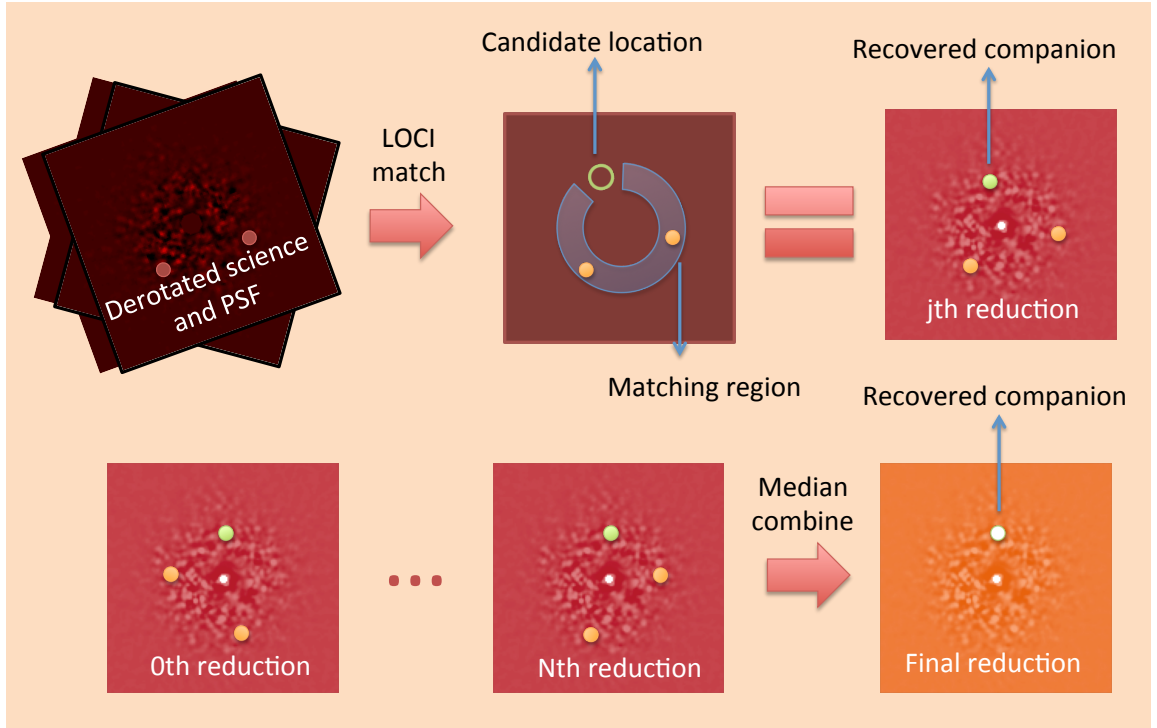 Candidate location
Recovered companion
LOCI
match
Derotated science
and PSF
jth reduction
Matching region
Recovered companion
Median
combine
...
0th reduction
Nth reduction
Final reduction